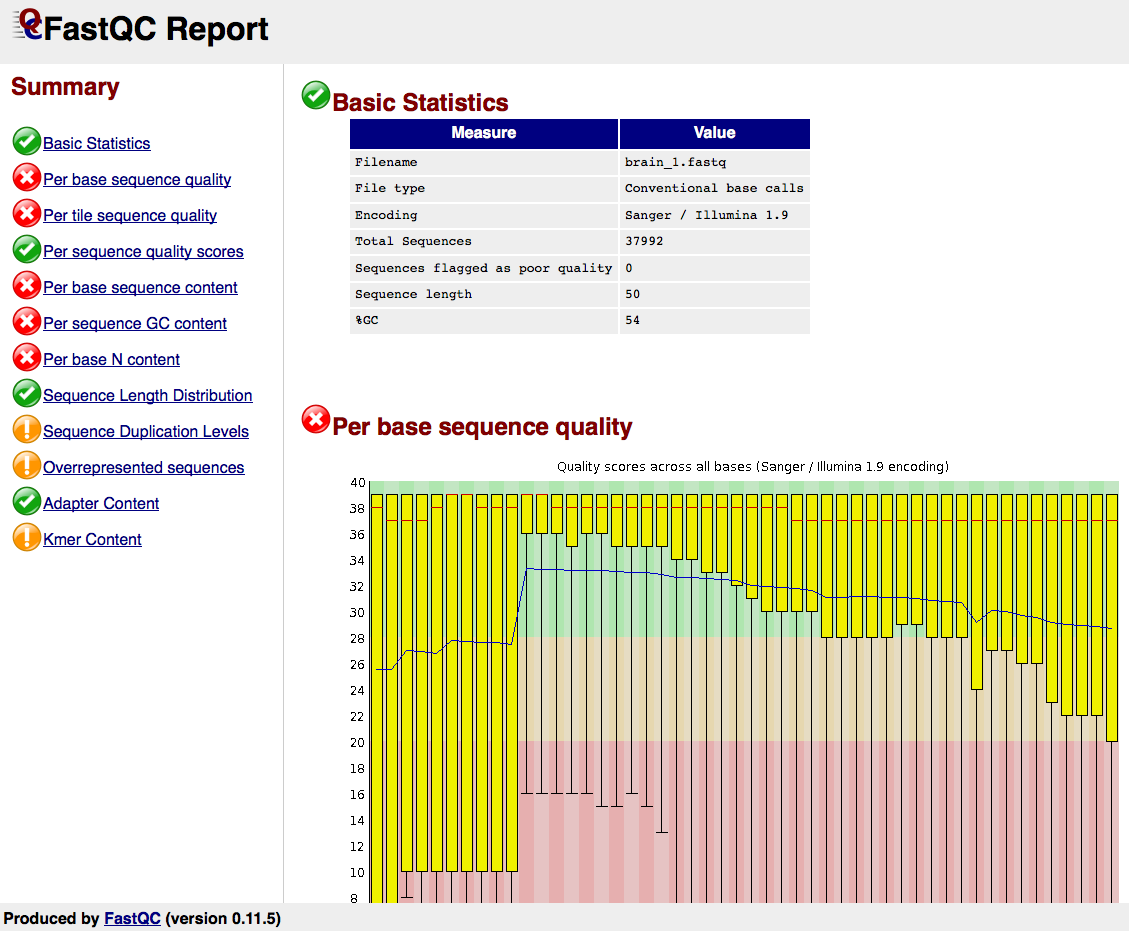 FastQC Report
Summary
Basic Statistics
Per base sequence quality
Per tile sequence quality
Per sequence quality scores
Per base sequence content
Per sequence GC content
Per base N content
Sequence Length Distribution
Sequence Duplication Levels
Overrepresented sequences
Adapter Content
Kmer Content
Basic Statistics
Measure Value
Filename brain_1.fastq
File type Conventional base calls
Encoding Sanger / Illumina 1.9
Total Sequences 37992
Sequences flagged as poor quality 0
Sequence length 50
%GC 54
Per base sequence quality
Quality scores across all bases (Sanger / Illumina 1.9 encoding)
40
38
36
34
32
30
28
26
24
22
20
18
16
14
12
10
8
Produced by FastQC (version 0.11.5)